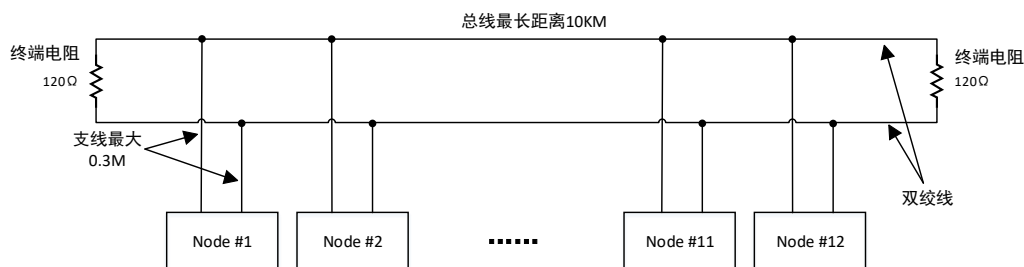 总线最长距离10KM
终端电阻
120Ω
终端电阻
120Ω
支线最大
0.3M
双绞线
Node #1
Node #2
......
Node #11
Node #12